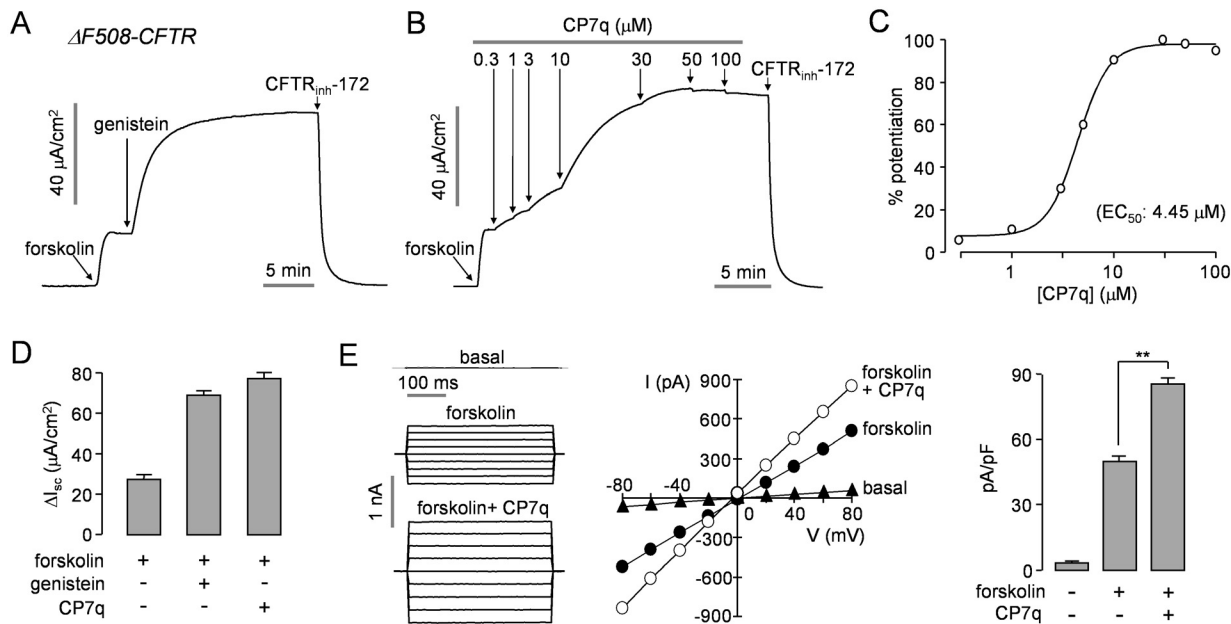 A
ΔF508-CFTR
CFTRinh-172
genistein
40 μA/cm2
forskolin
5 min
B
CP7q (μM)
0.3 1 3 10 30 50 100
CFTRinh-172
40 μA/cm2
forskolin
5 min
C
100
80
60
40
20
0
% potentiation
(EC50: 4.45 μM)
1 10 100
[CP7q] (μM)
D
80
60
40
20
0
ΔIsc (μA/cm2)
forskolin + + +
genistein - + -
CP7q - - +
E
basal
100 ms
forskolin
1 nA
forskolin+ CP7q
I (pA)
900
600
300
forskolin
+ CP7q
forskolin
basal
-80 -40 0 40 80
V (mV)
-300
-600
-900
**
90
60
30
0
pA/pF
forskolin - + +
CP7q - - +